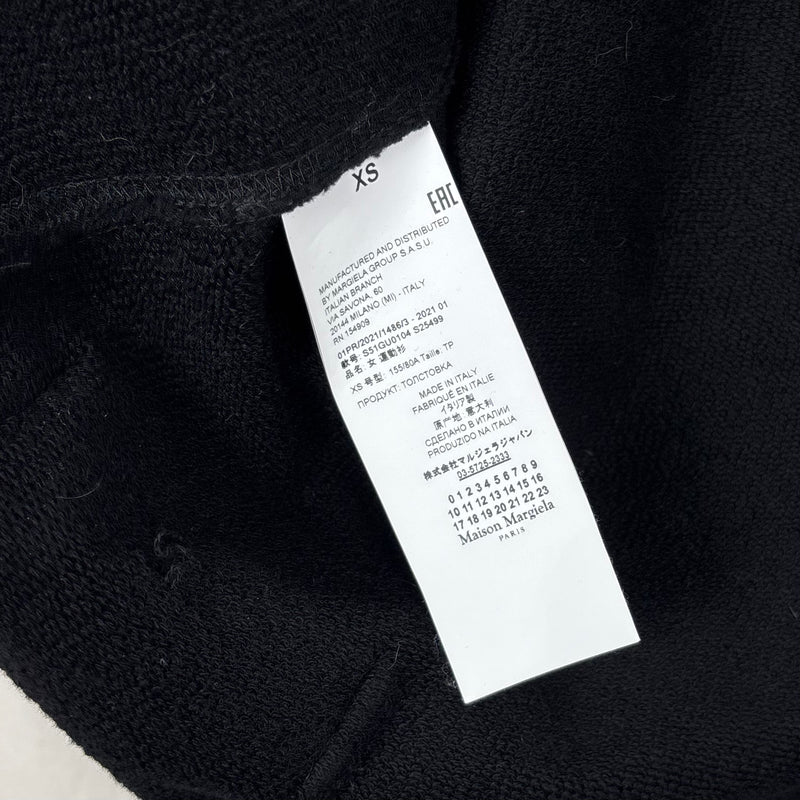 XS
EAC
MANUFACTURED AND DISTRIBUTED
BY MARGIELA GROUP S.A.S.U.
ITALIAN BRANCH
VIA SAVONA, 60
20144 MILANO (MI) - ITALY
RN 154909
01PR/2021/1486/3 - 2021 01
款号: S51GU0104 S25499
品名: 女 運動衫
XS 号型: 155/80A Taille. TP
ПРОДУКТ: ТОЛСТОВКА
MADE IN ITALY
FABRIQUÉ EN ITALIE
イタリア製
原产地 意大利
СДЕЛАНО В ИТАЛИИ
PRODUZIDO NA ITALIA
株式会社マルジェラジャパン
03-5725-2333
0 1 2 3 4 5 6 7 8 9
10 11 12 13 14 15 16
17 18 19 20 21 22 23
Maison Margiela
PARIS